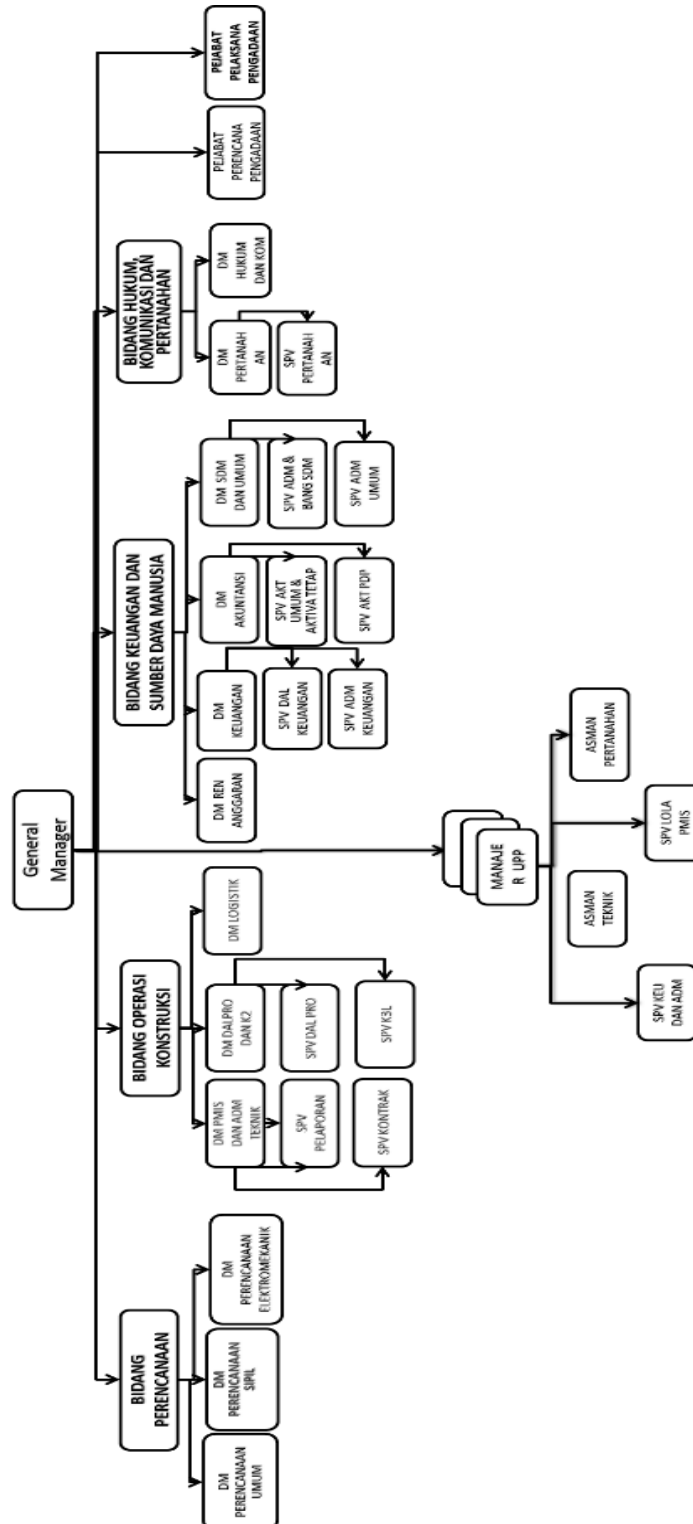 General
Manager
BIDANG
PERENCANAAN
BIDANG OPERASI
KONSTRUKSI
BIDANG KEUANGAN DAN
SUMBER DAYA MANUSIA
BIDANG HUKUM,
KOMUNIKASI DAN
PERTANAHAN
PEJABAT
PERENCANA
PENGADAAN
PEJABAT
PELAKSANA
PENGADAAN
DM
PERENCANAAN
UMUM
DM
PERENCANAAN
SIPIL
DM
PERENCANAAN
ELEKTROMEKANIK
DM PMIS
DAN ADM
TEKNIK
DM DALPRO
DAN K2
DM LOGISTIK
SPV
PELAPORAN
SPV DAL PRO
SPV KONTRAK
SPV K3L
DM REN
ANGGARAN
DM
KEUANGAN
DM
AKUNTANSI
DM SDM
DAN UMUM
SPV DAL
KEUANGAN
SPV AKT
UMUM &
AKTIVA TETAP
SPV ADM &
BANG SDM
SPV ADM
KEUANGAN
SPV AKT PDP
SPV ADM
UMUM
DM
PERTANAH
AN
DM
HUKUM
DAN KOM
SPV
PERTANAH
AN
MANAJE
R UPP
SPV KEU
DAN ADM
ASMAN
TEKNIK
SPV LOLA
PMIS
ASMAN
PERTANAHAN